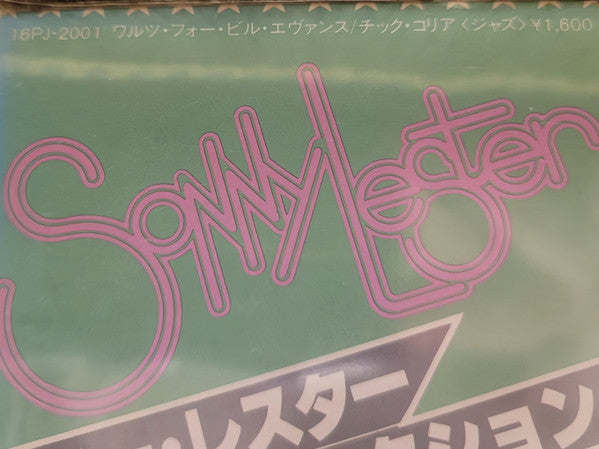 16PJ-2001 ワルツ・フォー・ビル・エヴァンス/チック・コリア〈ジャズ〉¥1,600
Sonny Lester
・レスター
クション